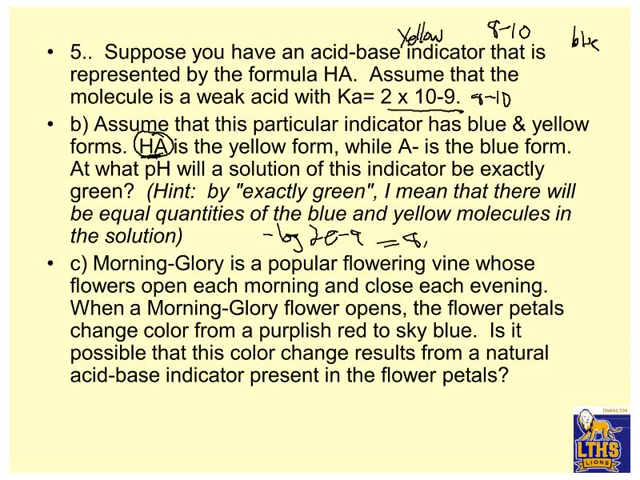 yellow 8-10 blue
• 5.. Suppose you have an acid-base indicator that is
represented by the formula HA. Assume that the
molecule is a weak acid with Ka= 2 x 10-9. 8-10
• b) Assume that this particular indicator has blue & yellow
forms. HA is the yellow form, while A- is the blue form.
At what pH will a solution of this indicator be exactly
green? (Hint: by "exactly green", I mean that there will
be equal quantities of the blue and yellow molecules in
the solution)
-log 2e-9 = 8.
• c) Morning-Glory is a popular flowering vine whose
flowers open each morning and close each evening.
When a Morning-Glory flower opens, the flower petals
change color from a purplish red to sky blue. Is it
possible that this color change results from a natural
acid-base indicator present in the flower petals?
LTHS
LIONS